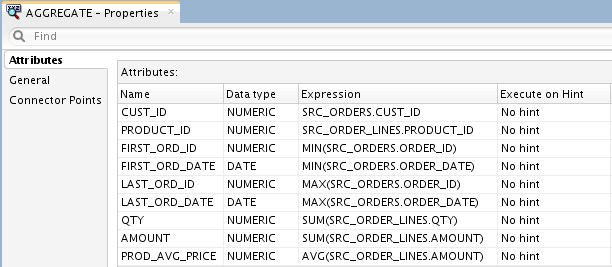 AGGREGATE - Properties
Find
Attributes
General
Connector Points
Attributes:
Name Data type Expression Execute on Hint
CUST_ID NUMERIC SRC_ORDERS.CUST_ID No hint
PRODUCT_ID NUMERIC SRC_ORDER_LINES.PRODUCT_ID No hint
FIRST_ORD_ID NUMERIC MIN(SRC_ORDERS.ORDER_ID) No hint
FIRST_ORD_DATE DATE MIN(SRC_ORDERS.ORDER_DATE) No hint
LAST_ORD_ID NUMERIC MAX(SRC_ORDERS.ORDER_ID) No hint
LAST_ORD_DATE DATE MAX(SRC_ORDERS.ORDER_DATE) No hint
QTY NUMERIC SUM(SRC_ORDER_LINES.QTY) No hint
AMOUNT NUMERIC SUM(SRC_ORDER_LINES.AMOUNT) No hint
PROD_AVG_PRICE NUMERIC AVG(SRC_ORDER_LINES.AMOUNT) No hint